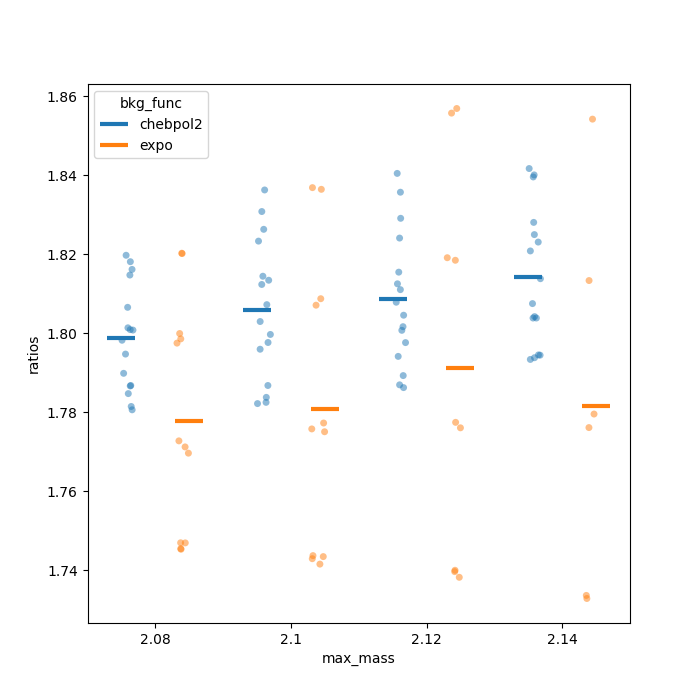 1.86
1.84
1.82
1.80
1.78
1.76
1.74
ratios
bkg_func
chebpol2
expo
2.08
2.1
2.12
2.14
max_mass